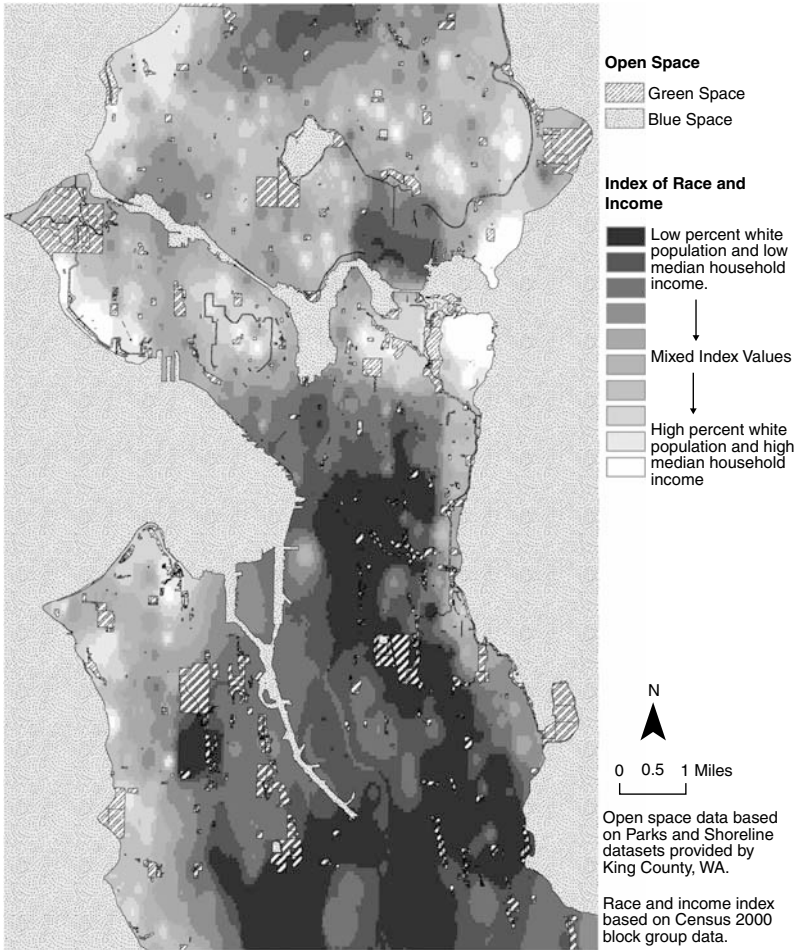 Open Space
Green Space
Blue Space
Index of Race and
Income
Low percent white
population and low
median household
income.
Mixed Index Values
High percent white
population and high
median household
income
N
0 0.5 1 Miles
Open space data based
on Parks and Shoreline
datasets provided by
King County, WA.
Race and income index
based on Census 2000
block group data.